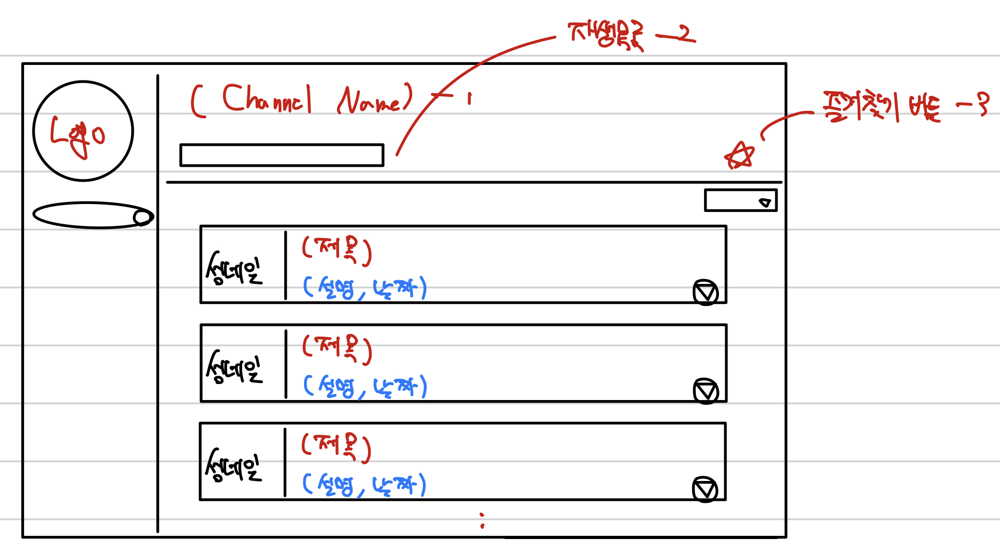 재생목록 - 2
(Channel Name) - 1
즐겨찾기 버튼 - 3
Logo
(제목)
썸네일
(설명, 날짜)
(제목)
썸네일
(설명, 날짜)
(제목)
썸네일
(설명, 날짜)